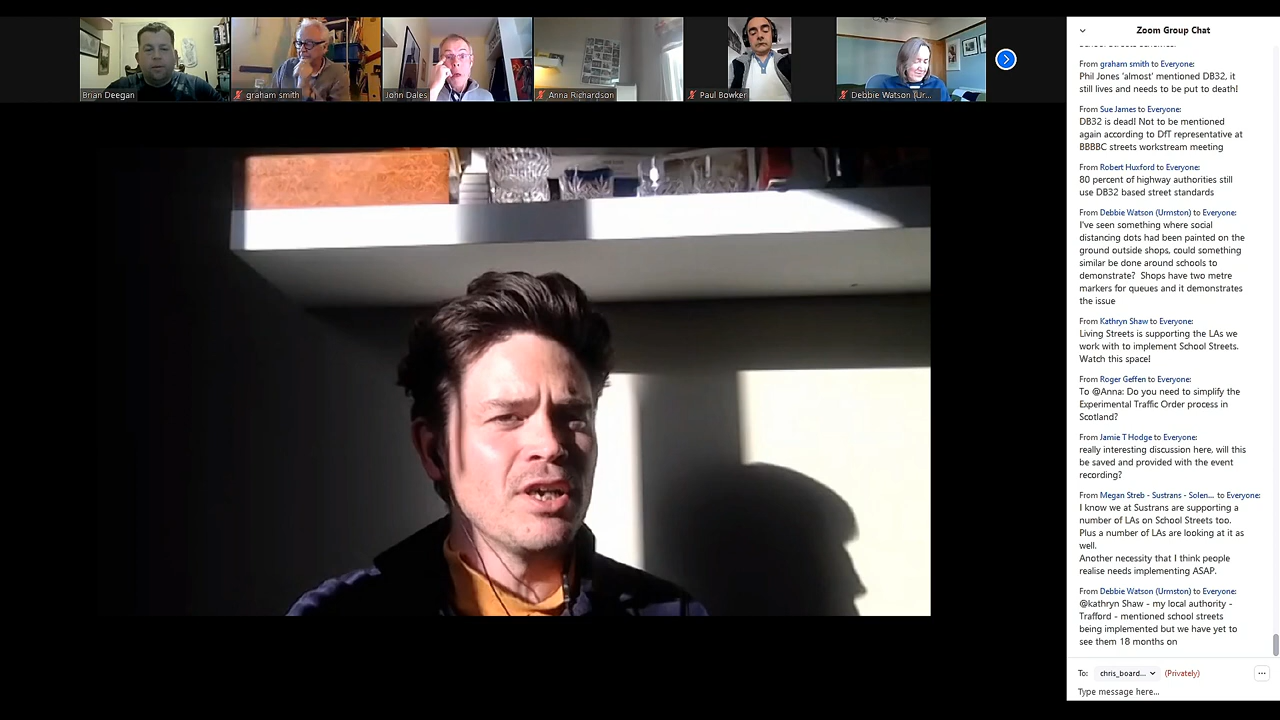 Brian Deegan
graham smith
John Dales
Anna Richardson
Paul Bowker
Debbie Watson (Ur...
Zoom Group Chat
From graham smith to Everyone:
Phil Jones 'almost' mentioned DB32, it
still lives and needs to be put to death!
From Sue James to Everyone:
DB32 is dead! Not to be mentioned
again according to DfT representative at
BBBBC streets workstream meeting
From Robert Huxford to Everyone:
80 percent of highway authorities still
use DB32 based street standards
From Debbie Watson (Urmston) to Everyone:
I've seen something where social
distancing dots had been painted on the
ground outside shops, could something
similar be done around schools to
demonstrate? Shops have two metre
markers for queues and it demonstrates
the issue
From Kathryn Shaw to Everyone:
Living Streets is supporting the LAs we
work with to implement School Streets.
Watch this space!
From Roger Geffen to Everyone:
To @Anna: Do you need to simplify the
Experimental Traffic Order process in
Scotland?
From Jamie T Hodge to Everyone:
really interesting discussion here, will this
be saved and provided with the event
recording?
From Megan Streb - Sustrans - Solen... to Everyone:
I know we at Sustrans are supporting a
number of LAs on School Streets too.
Plus a number of LAs are looking at it as
well.
Another necessity that I think people
realise needs implementing ASAP.
From Debbie Watson (Urmston) to Everyone:
@kathryn Shaw - my local authority -
Trafford - mentioned school streets
being implemented but we have yet to
see them 18 months on
To: chris_board... (Privately)
Type message here...